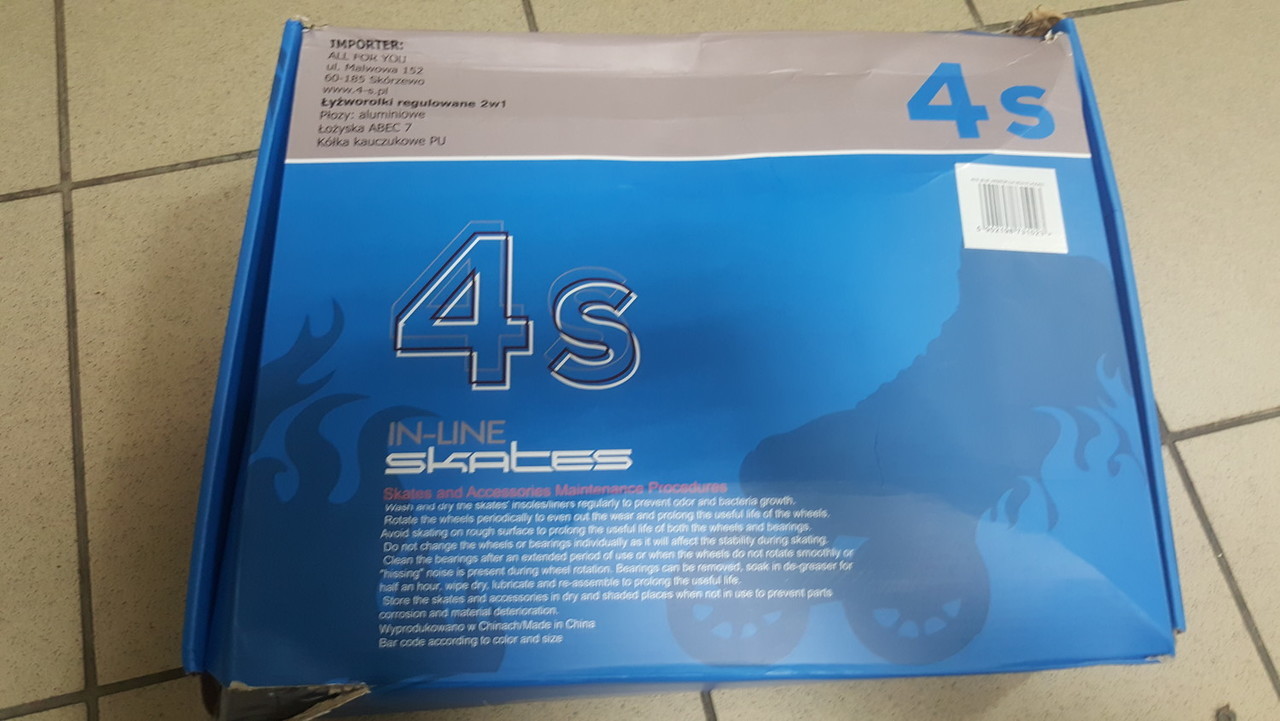 IMPORTER:
ALL FOR YOU
ul. Malwowa 152
60-185 Skórzewo
www.4-s.pl
Łyżworolki regulowane 2w1
Płozy: aluminiowe
Łożyska ABEC 7
Kółka kauczukowe PU
4s
4s
IN-LINE
skates
Skates and Accessories Maintenance Procedures
Wash and dry the skates' insoles/liners regularly to prevent odor and bacteria growth.
Rotate the wheels periodically to even out the wear and prolong the useful life of the wheels.
Avoid skating on rough surface to prolong the useful life of both the wheels and bearings.
Do not change the wheels or bearings individually as it will affect the stability during skating.
Clean the bearings after an extended period of use or when the wheels do not rotate smoothly or
"hissing" noise is present during wheel rotation. Bearings can be removed, soak in de-greaser for
half an hour, wipe dry, lubricate and re-assemble to prolong the useful life.
Store the skates and accessories in dry and shaded places when not in use to prevent parts
corrosion and material deterioration.
Wyprodukowano w Chinach/Made in China
Bar code according to color and size